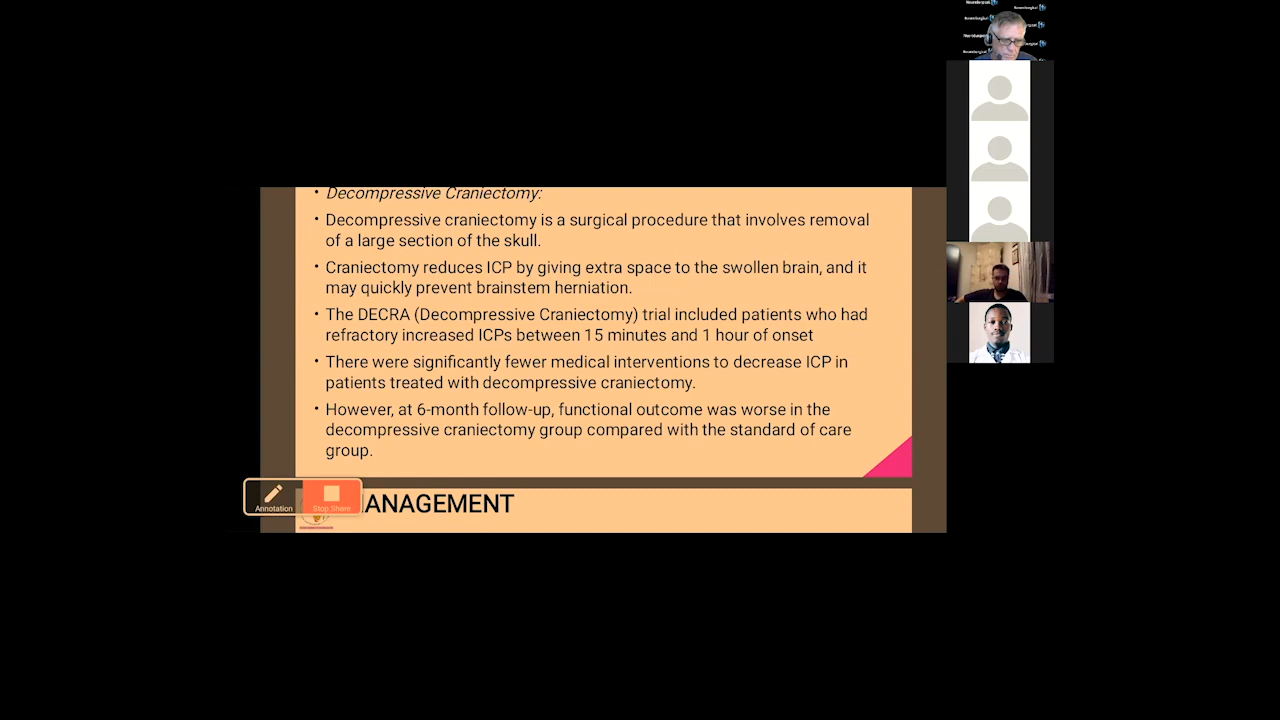 • Decompressive Craniectomy:
• Decompressive craniectomy is a surgical procedure that involves removal
of a large section of the skull.
• Craniectomy reduces ICP by giving extra space to the swollen brain, and it
may quickly prevent brainstem herniation.
• The DECRA (Decompressive Craniectomy) trial included patients who had
refractory increased ICPs between 15 minutes and 1 hour of onset
• There were significantly fewer medical interventions to decrease ICP in
patients treated with decompressive craniectomy.
• However, at 6-month follow-up, functional outcome was worse in the
decompressive craniectomy group compared with the standard of care
group.
Annotation
Stop Share
ANAGEMENT